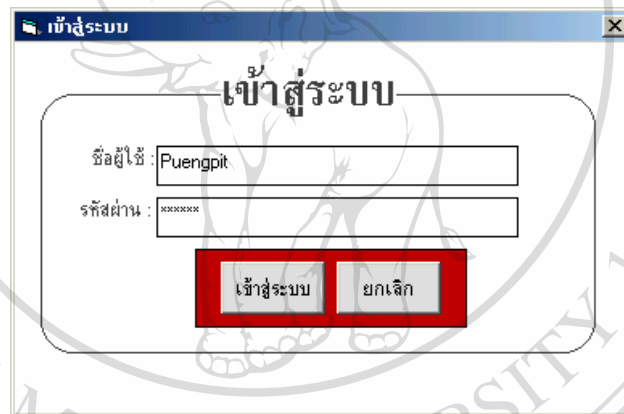 เข้าสู่ระบบ
เข้าสู่ระบบ
ชื่อผู้ใช้ : Puengpit
รหัสผ่าน : ******
เข้าสู่ระบบ ยกเลิก